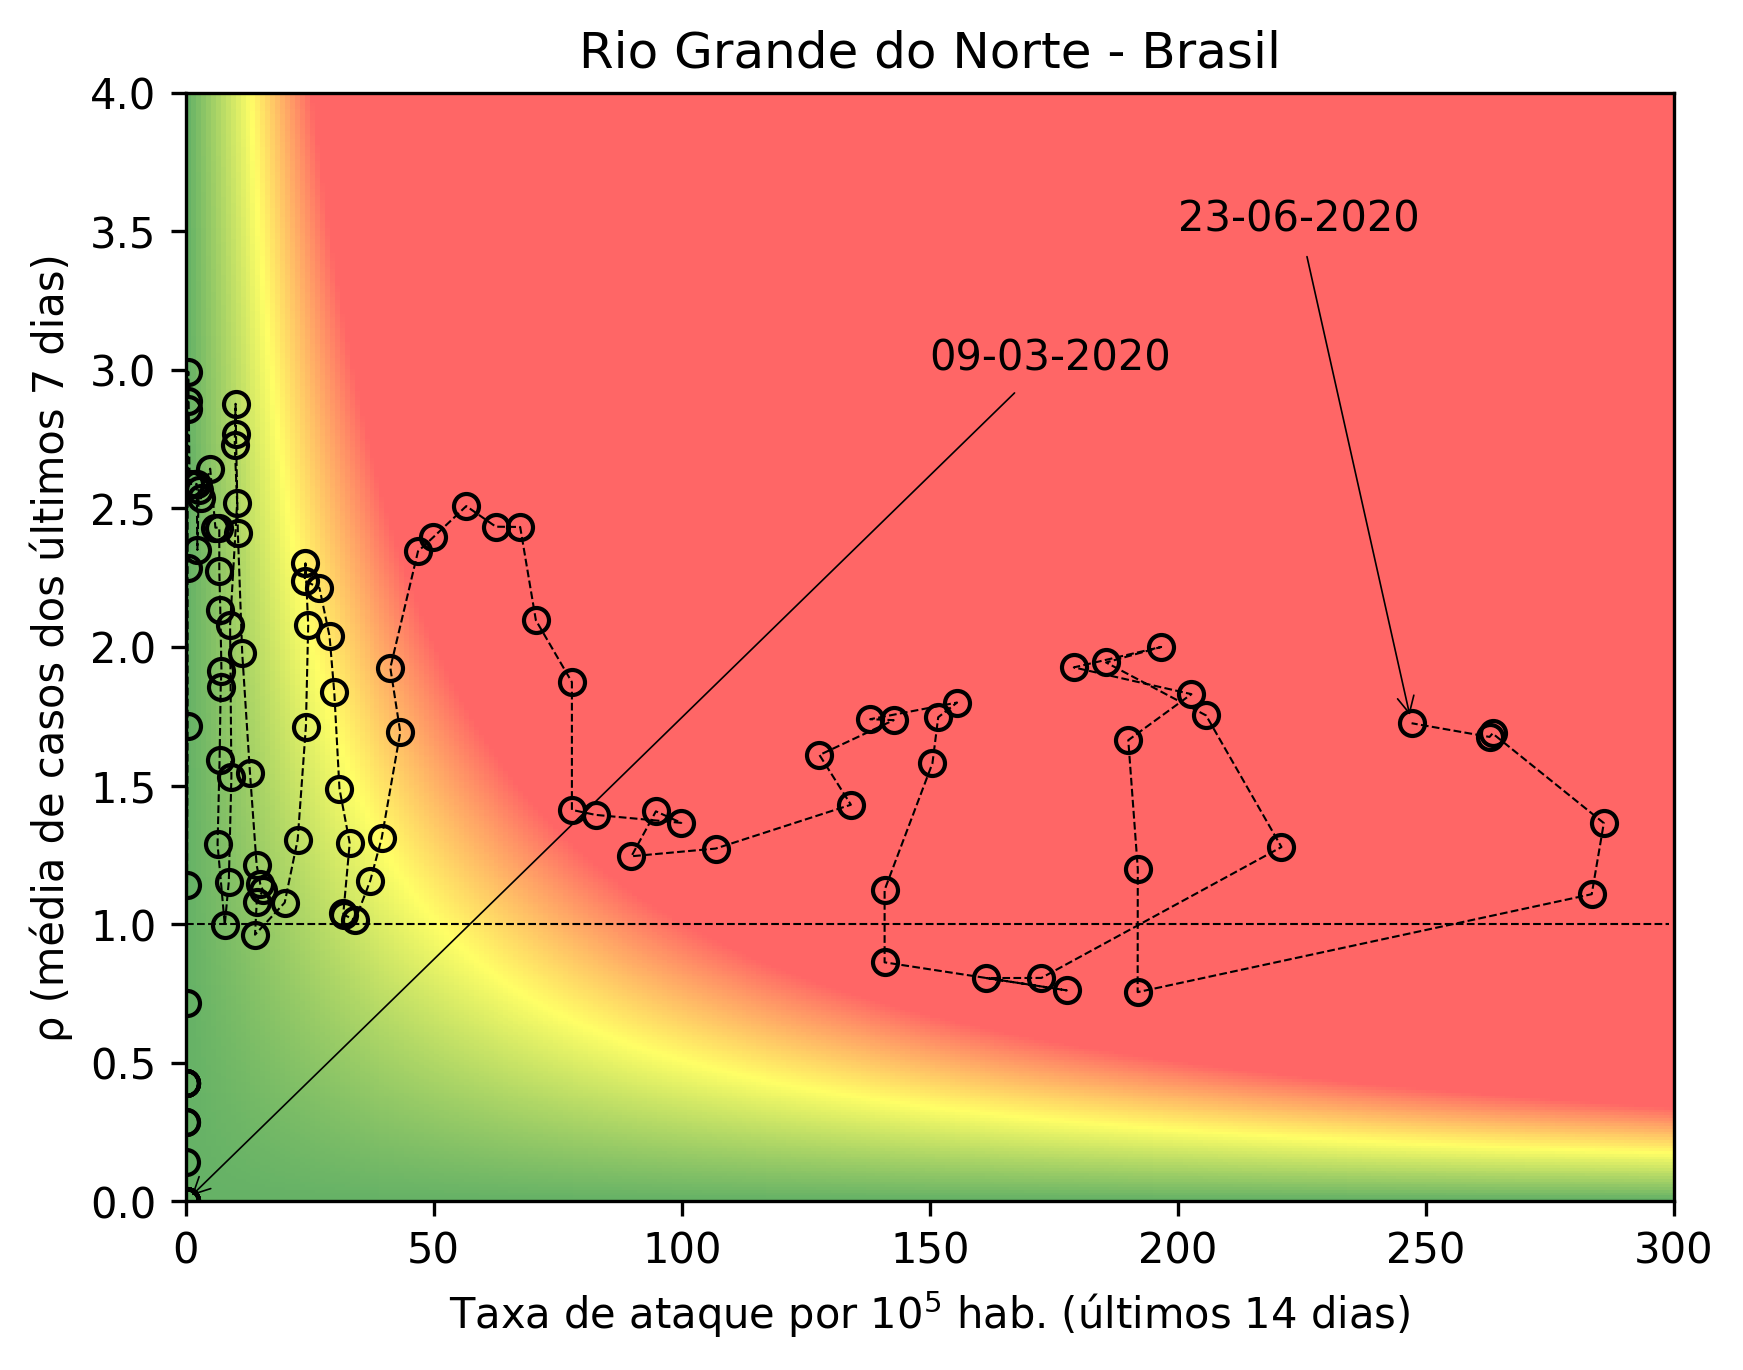 Rio Grande do Norte - Brasil
4.0
3.5
3.0
2.5
2.0
1.5
1.0
0.5
0.0
ρ (média de casos dos últimos 7 dias)
23-06-2020
09-03-2020
0 50 100 150 200 250 300
Taxa de ataque por 10⁵ hab. (últimos 14 dias)